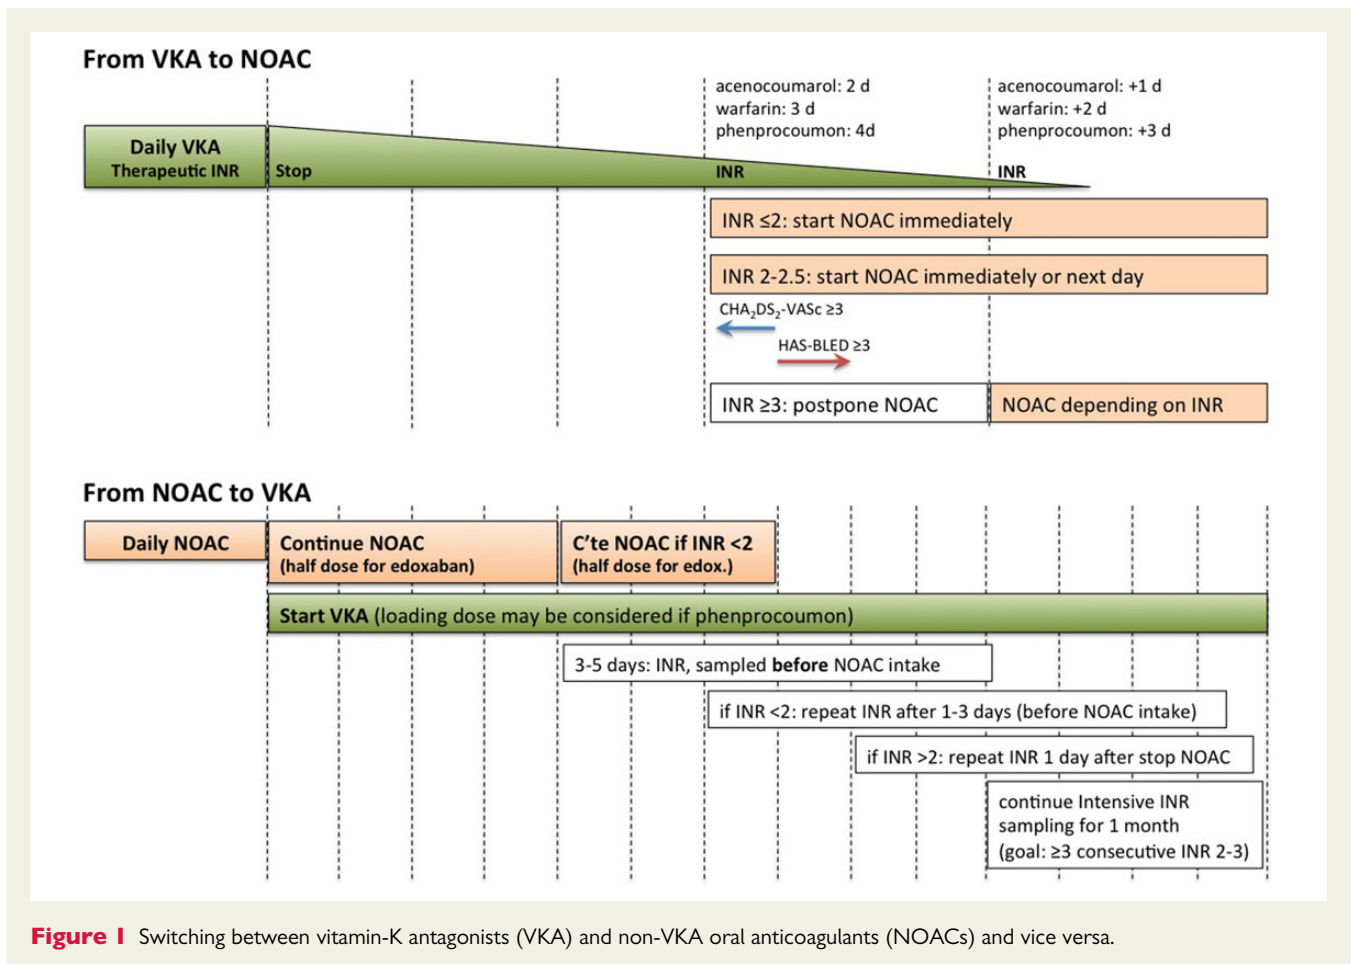 From VKA to NOAC
acenocoumarol: 2 d
warfarin: 3 d
phenprocoumon: 4d
acenocoumarol: +1 d
warfarin: +2 d
phenprocoumon: +3 d
Daily VKA
Therapeutic INR
Stop
INR
INR
INR ≤2: start NOAC immediately
INR 2-2.5: start NOAC immediately or next day
CHA₂DS₂-VASc ≥3
HAS-BLED ≥3
INR ≥3: postpone NOAC
NOAC depending on INR
From NOAC to VKA
Daily NOAC
Continue NOAC
(half dose for edoxaban)
C'te NOAC if INR <2
(half dose for edox.)
Start VKA (loading dose may be considered if phenprocoumon)
3-5 days: INR, sampled before NOAC intake
if INR <2: repeat INR after 1-3 days (before NOAC intake)
if INR >2: repeat INR 1 day after stop NOAC
continue Intensive INR
sampling for 1 month
(goal: ≥3 consecutive INR 2-3)
Figure 1 Switching between vitamin-K antagonists (VKA) and non-VKA oral anticoagulants (NOACs) and vice versa.